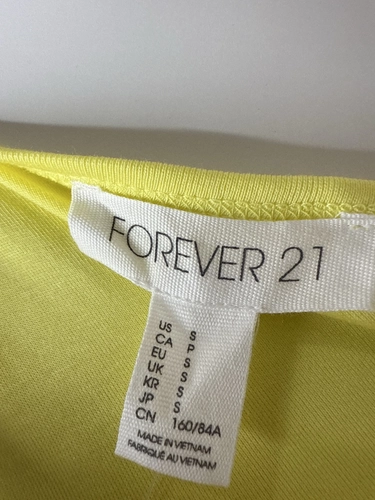 FOREVER 21
US S
CA P
EU S
UK S
KR S
JP S
CN 160/84A
MADE IN VIETNAM
FABRIQUÉ AU VIETNAM